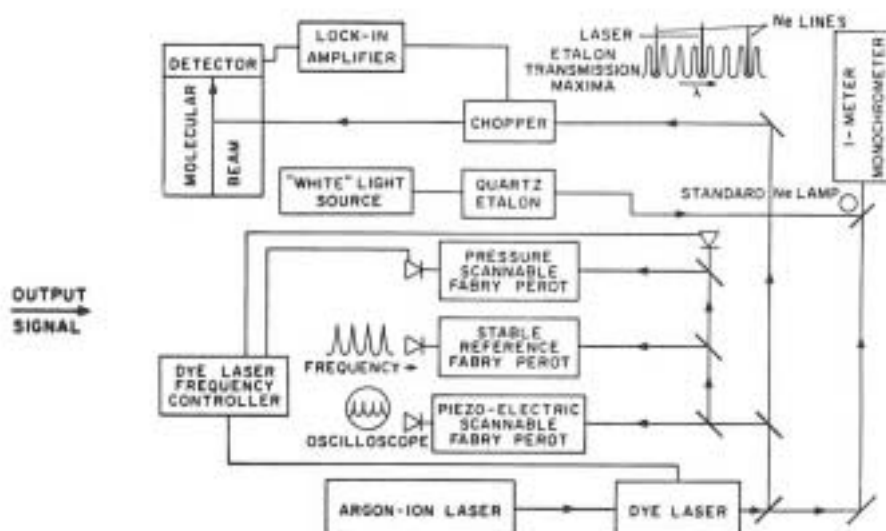 LOCK-IN
AMPLIFIER
DETECTOR
MOLECULAR
BEAM
CHOPPER
LASER
ETALON
TRANSMISSION
MAXIMA
λ
Ne LINES
1-METER
MONOCHROMETER
"WHITE" LIGHT
SOURCE
QUARTZ
ETALON
STANDARD Ne LAMP
PRESSURE
SCANNABLE
FABRY PEROT
OUTPUT
SIGNAL
FREQUENCY
STABLE
REFERENCE
FABRY PEROT
DYE LASER
FREQUENCY
CONTROLLER
OSCILLOSCOPE
PIEZO-ELECTRIC
SCANNABLE
FABRY PEROT
ARGON-ION LASER
DYE LASER